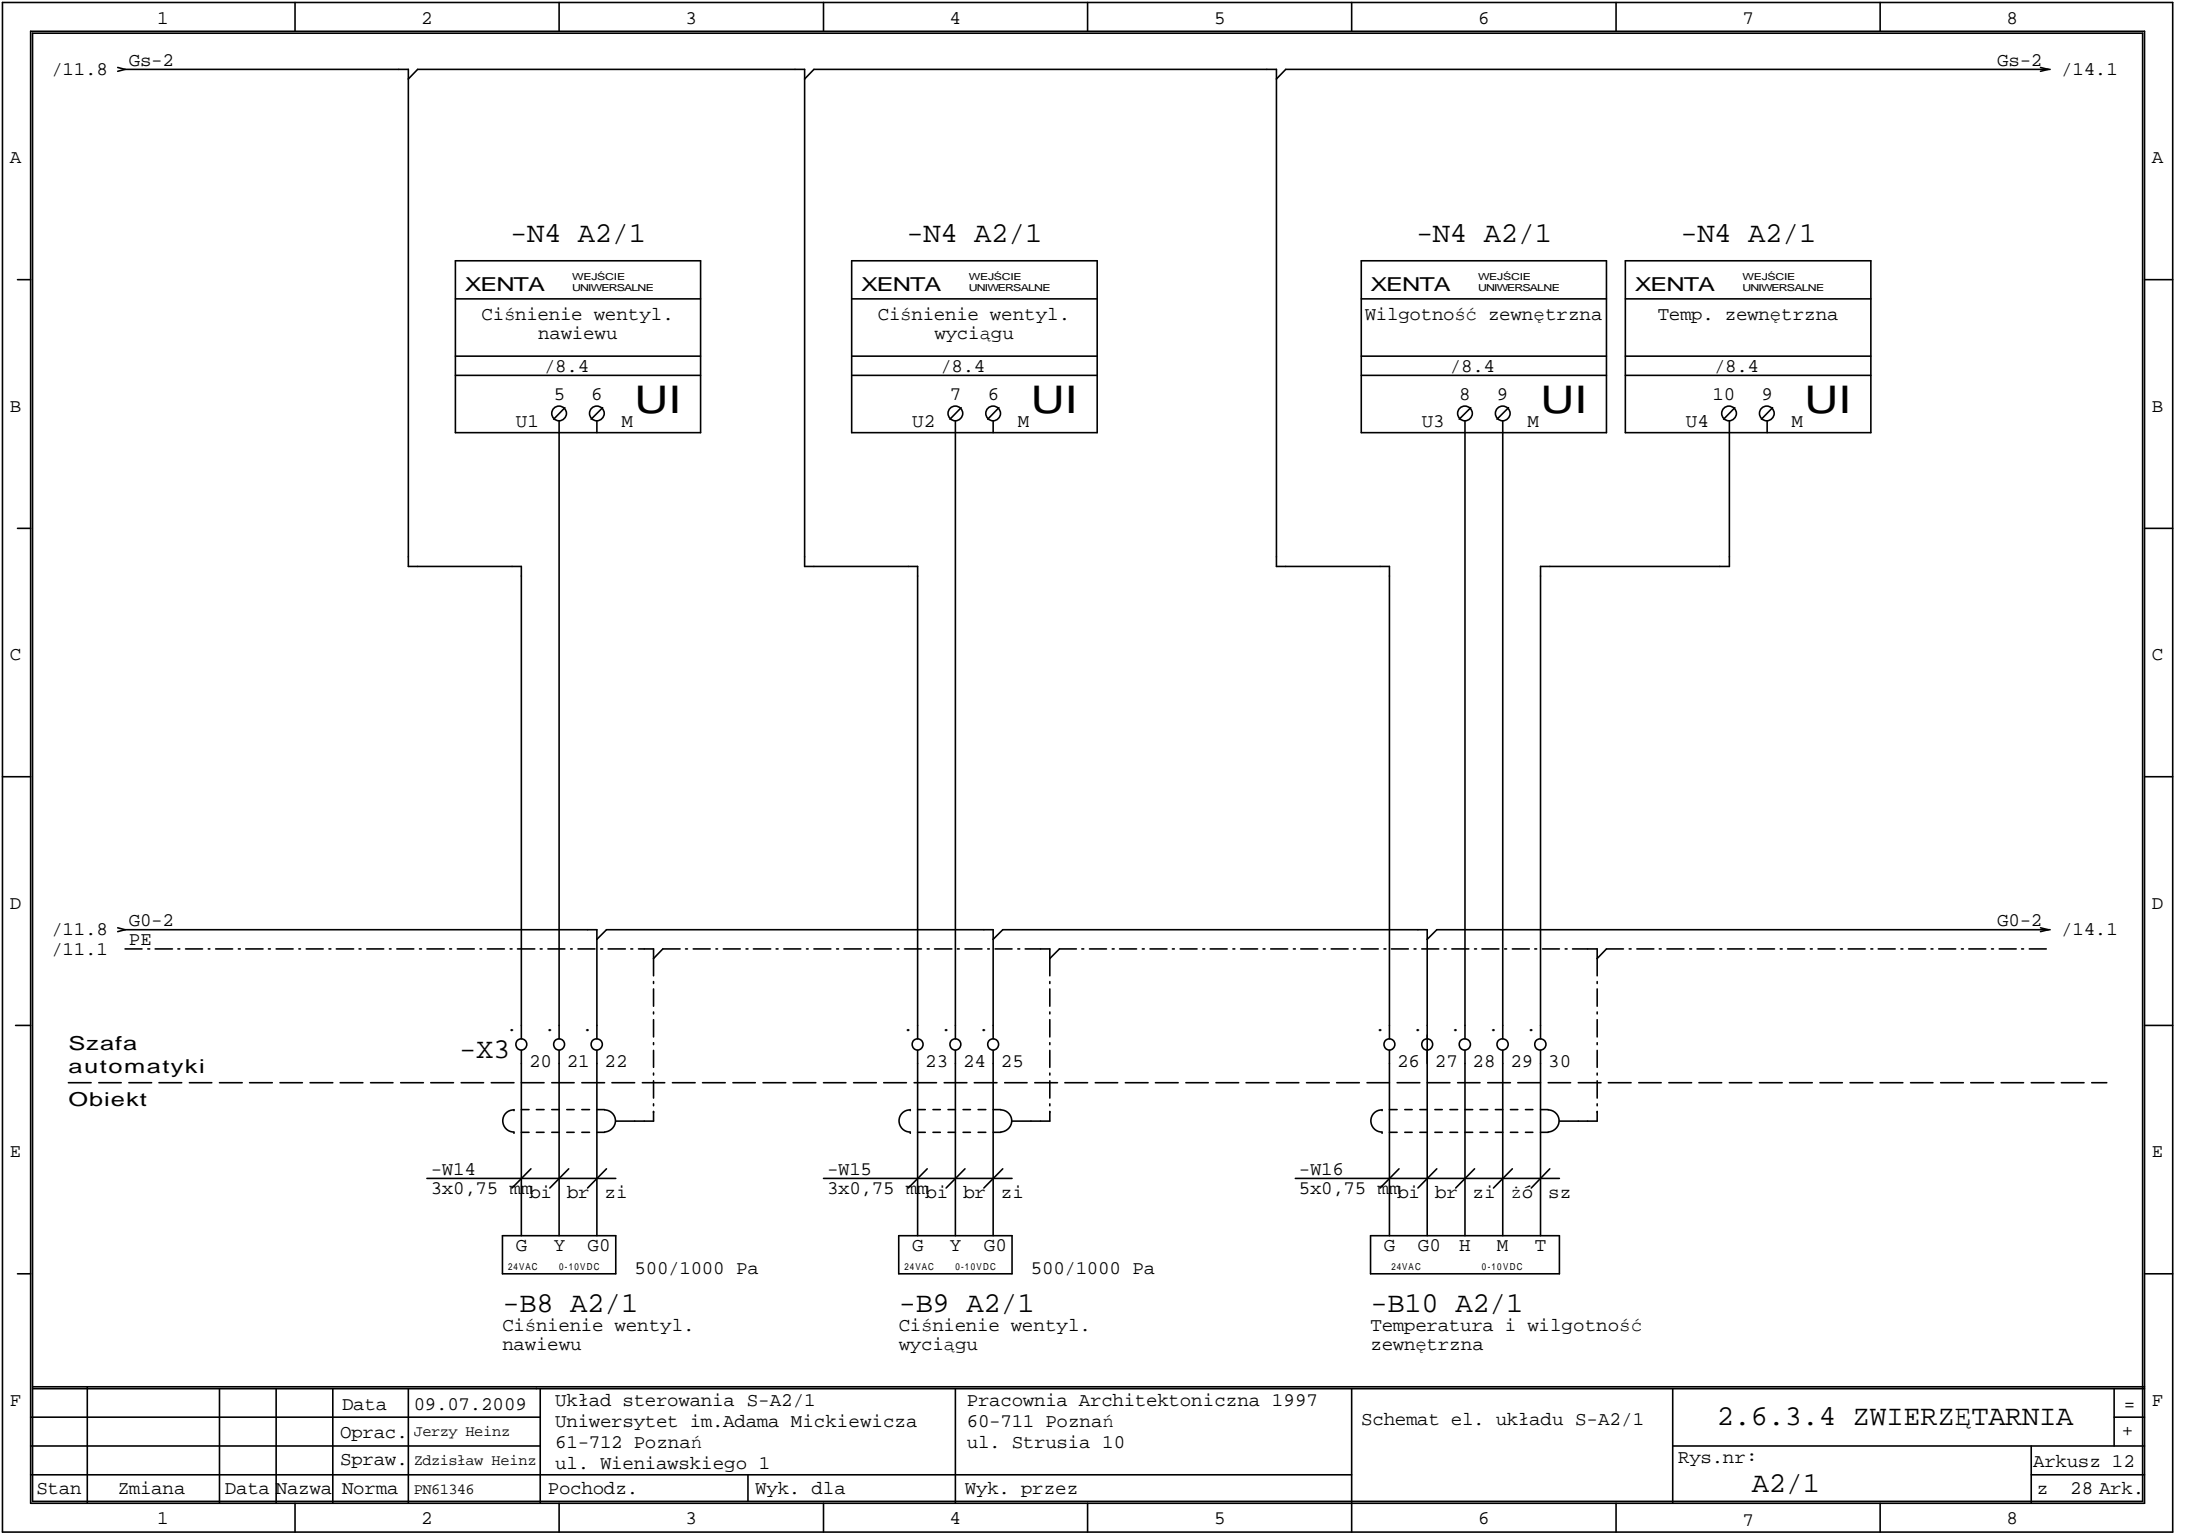 1 2 3 4 5 6 7 8
/11.8 Gs-2 Gs-2 /14.1
A A
-N4 A2/1 -N4 A2/1 -N4 A2/1 -N4 A2/1
XENTA WEJŚCIE UNIWERSALNE
Ciśnienie wentyl.
nawiewu
/8.4
5 6 UI
U1 M
XENTA WEJŚCIE UNIWERSALNE
Ciśnienie wentyl.
wyciągu
/8.4
7 6 UI
U2 M
XENTA WEJŚCIE UNIWERSALNE
Wilgotność zewnętrzna
/8.4
8 9 UI
U3 M
XENTA WEJŚCIE UNIWERSALNE
Temp. zewnętrzna
/8.4
10 9 UI
U4 M
B B
C C
D D
/11.8 G0-2 G0-2 /14.1
/11.1 PE
Szafa
automatyki
Obiekt
-X3 20 21 22 23 24 25 26 27 28 29 30
E E
-W14
3x0,75 mm bi br zi
-W15
3x0,75 mm bi br zi
-W16
5x0,75 mm bi br zi żó sz
G Y G0
24VAC 0-10VDC
500/1000 Pa
-B8 A2/1
Ciśnienie wentyl.
nawiewu
G Y G0
24VAC 0-10VDC
500/1000 Pa
-B9 A2/1
Ciśnienie wentyl.
wyciągu
G G0 H M T
24VAC 0-10VDC
-B10 A2/1
Temperatura i wilgotność
zewnętrzna
F F
Data 09.07.2009
Oprac. Jerzy Heinz
Spraw. Zdzisław Heinz
Stan Zmiana Data Nazwa Norma PN61346
Układ sterowania S-A2/1
Uniwersytet im.Adama Mickiewicza
61-712 Poznań
ul. Wieniawskiego 1
Pochodz. Wyk. dla
Pracownia Architektoniczna 1997
60-711 Poznań
ul. Strusia 10
Wyk. przez
Schemat el. układu S-A2/1
2.6.3.4 ZWIERZĘTARNIA
=
+
Rys.nr:
A2/1
Arkusz 12
z 28 Ark.
1 2 3 4 5 6 7 8